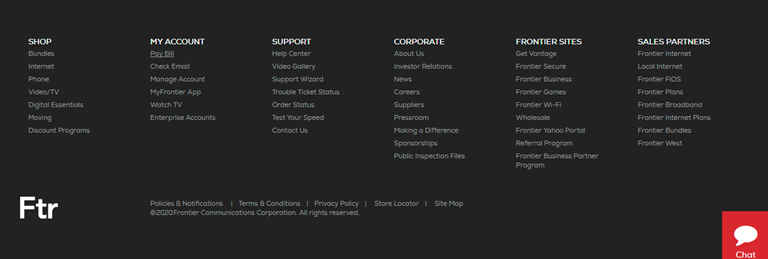 SHOP
Bundles
Internet
Phone
Video/TV
Digital Essentials
Moving
Discount Programs
MY ACCOUNT
Pay Bill
Check Email
Manage Account
MyFrontier App
Watch TV
Enterprise Accounts
SUPPORT
Help Center
Video Gallery
Support Wizard
Trouble Ticket Status
Order Status
Test Your Speed
Contact Us
CORPORATE
About Us
Investor Relations
News
Careers
Suppliers
Pressroom
Making a Difference
Sponsorships
Public Inspection Files
FRONTIER SITES
Get Vantage
Frontier Secure
Frontier Business
Frontier Games
Frontier Wi-Fi
Wholesale
Frontier Yahoo Portal
Referral Program
Frontier Business Partner
Program
SALES PARTNERS
Frontier Internet
Local Internet
Frontier FiOS
Frontier Plans
Frontier Broadband
Frontier Internet Plans
Frontier Bundles
Frontier West
Ftr
Policies & Notifications | Terms & Conditions | Privacy Policy | Store Locator | Site Map
©2020Frontier Communications Corporation. All rights reserved.
Chat